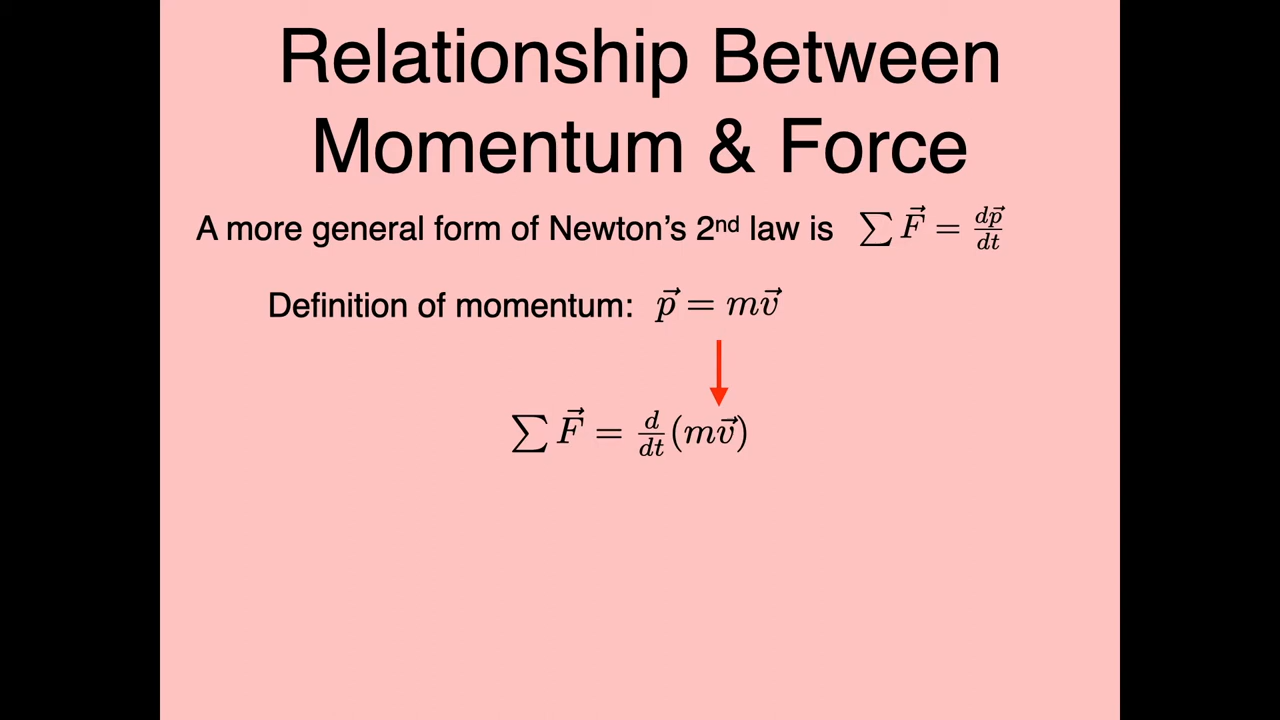 Relationship Between
Momentum & Force
A more general form of Newton’s 2nd law is ∑ F⃗ = dp⃗/dt
Definition of momentum: p⃗ = mv⃗
∑ F⃗ = d/dt (mv⃗)